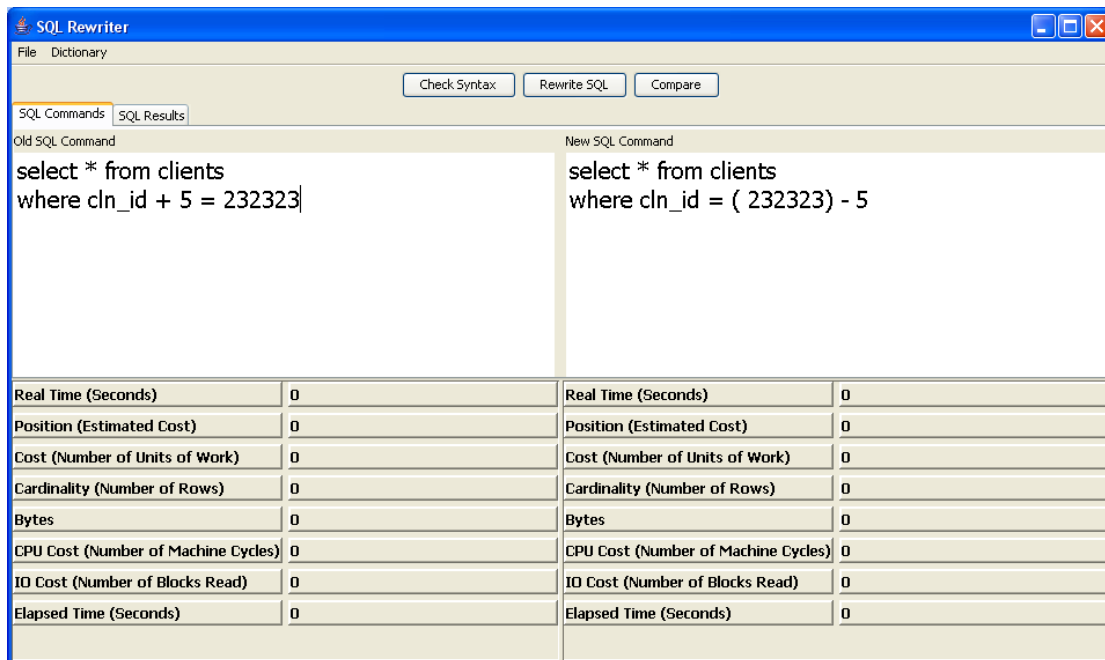 SQL Rewriter
File Dictionary
Check Syntax Rewrite SQL Compare
SQL Commands SQL Results
Old SQL Command
select * from clients
where cln_id + 5 = 232323
New SQL Command
select * from clients
where cln_id = ( 232323) - 5
Real Time (Seconds) 0
Position (Estimated Cost) 0
Cost (Number of Units of Work) 0
Cardinality (Number of Rows) 0
Bytes 0
CPU Cost (Number of Machine Cycles) 0
IO Cost (Number of Blocks Read) 0
Elapsed Time (Seconds) 0
Real Time (Seconds) 0
Position (Estimated Cost) 0
Cost (Number of Units of Work) 0
Cardinality (Number of Rows) 0
Bytes 0
CPU Cost (Number of Machine Cycles) 0
IO Cost (Number of Blocks Read) 0
Elapsed Time (Seconds) 0